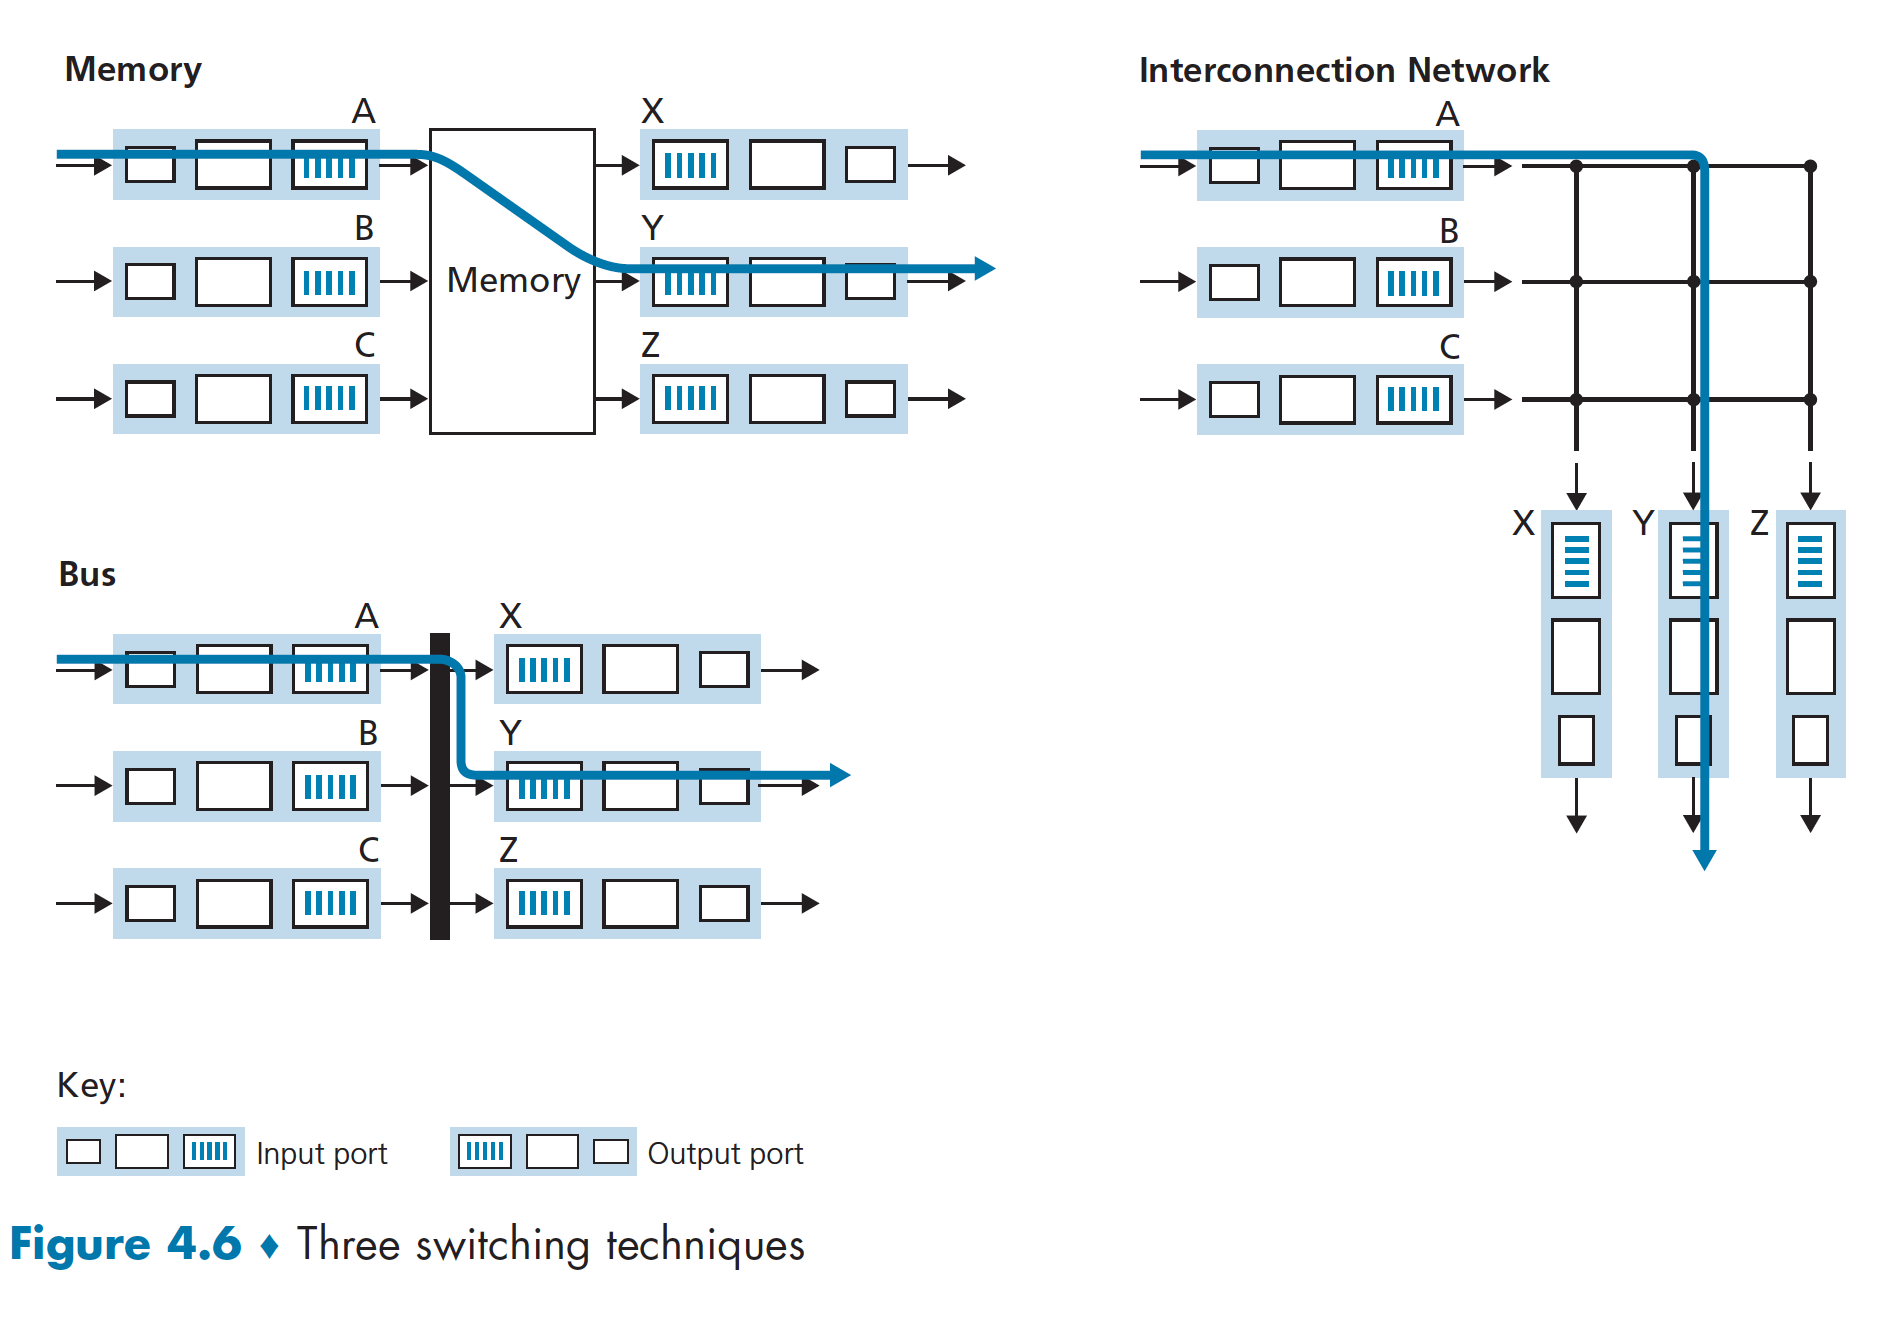 Memory
A
X
B
Y
Memory
C
Z
Interconnection Network
A
B
C
X
Y
Z
Bus
A
X
B
Y
C
Z
Key:
Input port
Output port
Figure 4.6 ♦ Three switching techniques